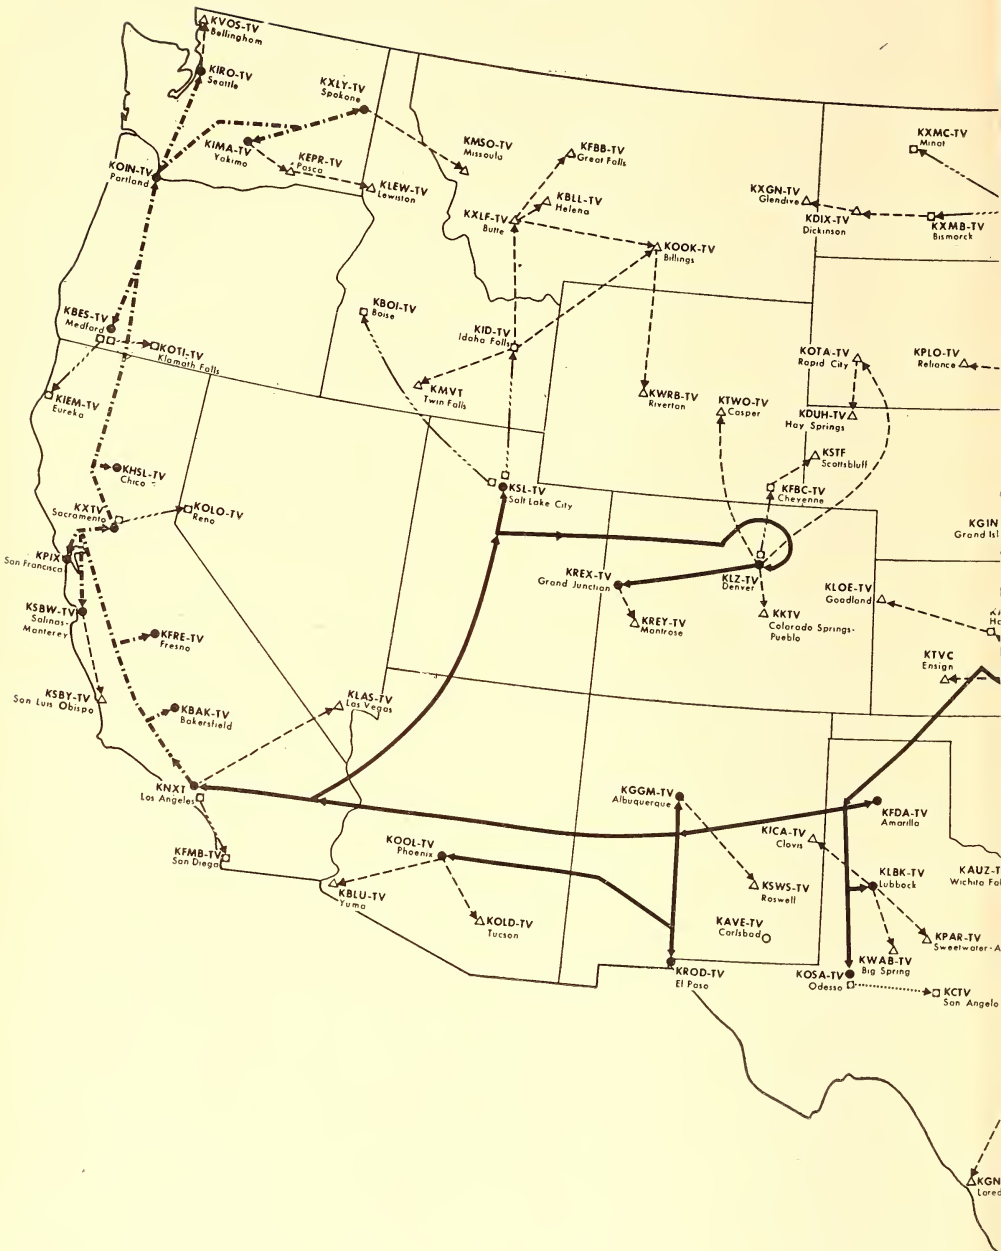 KVOS-TV
Bellingham
KIRO-TV
Seattle
KXLY-TV
Spokane
KIMA-TV
Yakima
KEPR-TV
Pasco
KLEW-TV
Lewiston
KOIN-TV
Portland
KMSO-TV
Missoula
KFBB-TV
Great Falls
KBLL-TV
Helena
KXLF-TV
Butte
KOOK-TV
Billings
KXMC-TV
Minot
KXGN-TV
Glendive
KDIX-TV
Dickinson
KXMB-TV
Bismarck
KBES-TV
Medford
KOTI-TV
Klamath Falls
KIEM-TV
Eureka
KBOI-TV
Boise
KID-TV
Idaho Falls
KMVT
Twin Falls
KWRB-TV
Riverton
KTWO-TV
Casper
KOTA-TV
Rapid City
KPLO-TV
Reliance
KDUH-TV
Hay Springs
KSTF
Scottsbluff
KFBC-TV
Cheyenne
KHSL-TV
Chico
KXTV
Sacramento
KOLO-TV
Reno
KSL-TV
Salt Lake City
KPIX
San Francisco
KSBW-TV
Salinas-
Monterey
KFRE-TV
Fresno
KREX-TV
Grand Junction
KREY-TV
Montrose
KLZ-TV
Denver
KKTV
Colorado Springs-
Pueblo
KGIN
Grand Isl
KLOE-TV
Goodland
KTVC
Ensign
KSBY-TV
San Luis Obispo
KBAK-TV
Bakersfield
KLAS-TV
Las Vegas
KNXT
Los Angeles
KFMB-TV
San Diego
KOOL-TV
Phoenix
KBLU-TV
Yuma
KOLD-TV
Tucson
KGGM-TV
Albuquerque
KSWS-TV
Roswell
KAVE-TV
Carlsbad
KROD-TV
El Paso
KFDA-TV
Amarillo
KICA-TV
Clovis
KLBK-TV
Lubbock
KAUZ-T
Wichita Fal
KPAR-TV
Sweetwater-A
KWAB-TV
Big Spring
KOSA-TV
Odessa
KCTV
San Angelo
KGN
Lared